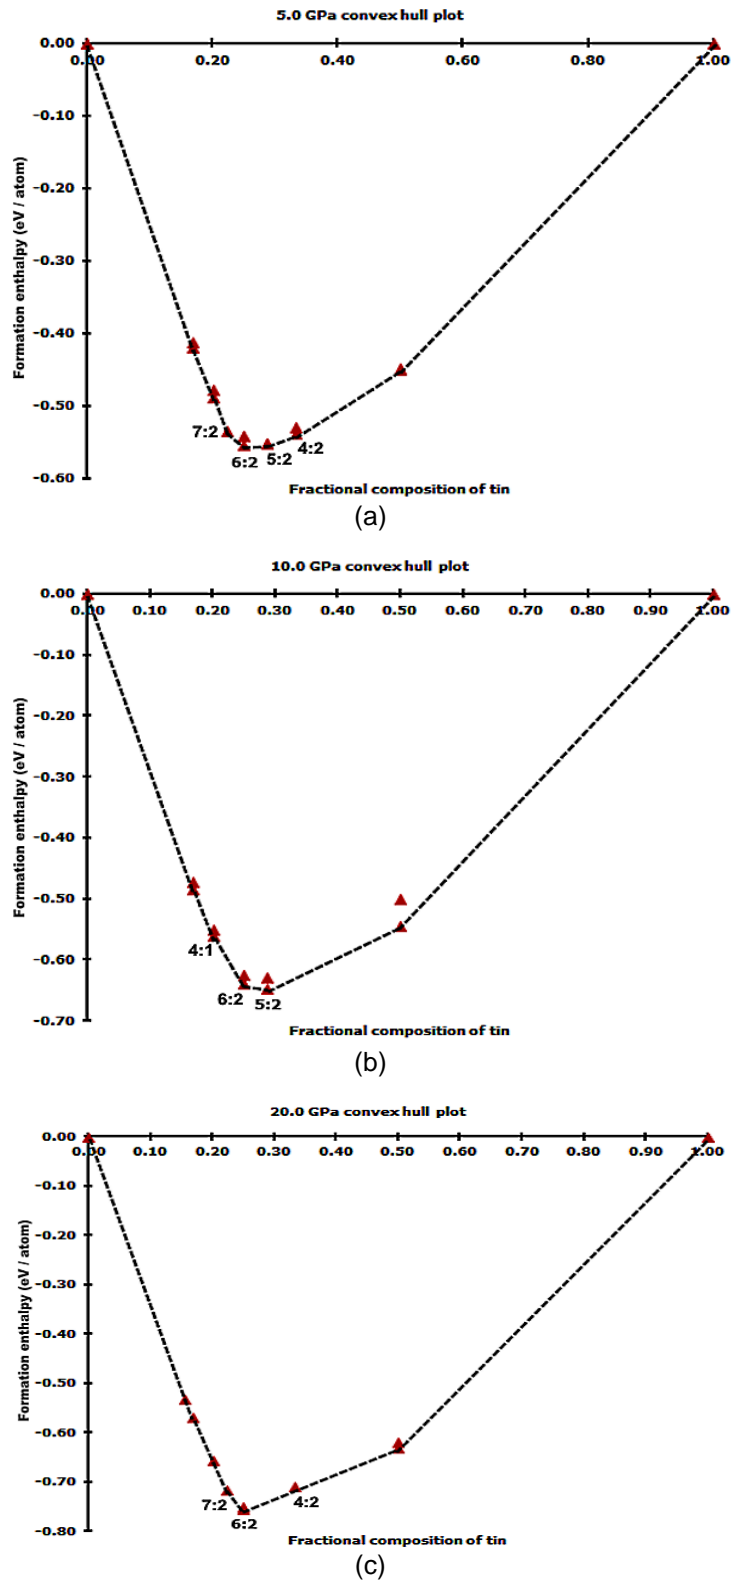 5.0 GPa convex hull plot
0.00
0.00 0.20 0.40 0.60 0.80 1.00
-0.10
-0.20
-0.30
-0.40
-0.50
-0.60
Formation enthalpy (eV / atom)
7:2
6:2
5:2
4:2
Fractional composition of tin
(a)
10.0 GPa convex hull plot
0.00
0.00 0.10 0.20 0.30 0.40 0.50 0.60 0.70 0.80 0.90 1.00
-0.10
-0.20
-0.30
-0.40
-0.50
-0.60
-0.70
Formation enthalpy (eV / atom)
4:1
6:2
5:2
Fractional composition of tin
(b)
20.0 GPa convex hull plot
0.00
0.00 0.10 0.20 0.30 0.40 0.50 0.60 0.70 0.80 0.90 1.00
-0.10
-0.20
-0.30
-0.40
-0.50
-0.60
-0.70
-0.80
Formation enthalpy (eV / atom)
7:2
6:2
4:2
Fractional composition of tin
(c)